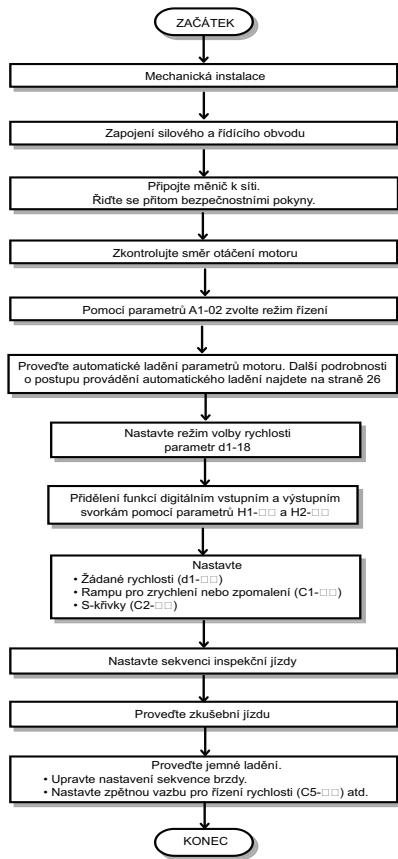 ZAČÁTEK
Mechanická instalace
Zapojení silového a řídícího obvodu
Připojte měnič k síti.
Řiďte se přitom bezpečnostními pokyny.
Zkontrolujte směr otáčení motoru
Pomocí parametrů A1-02 zvolte režim řízení
Proveďte automatické ladění parametrů motoru. Další podrobnosti
o postupu provádění automatického ladění najdete na straně 26
Nastavte režim volby rychlosti
parametr d1-18
Přidělení funkcí digitálním vstupním a výstupním
svorkám pomocí parametrů H1-□□ a H2-□□
Nastavte
• Žádané rychlosti (d1-□□)
• Rampu pro zrychlení nebo zpomalení (C1-□□)
• S-křivky (C2-□□)
Nastavte sekvenci inspekční jízdy
Proveďte zkušební jízdu
Proveďte jemné ladění.
• Upravte nastavení sekvence brzdy.
• Nastavte zpětnou vazbu pro řízení rychlosti (C5-□□) atd.
KONEC